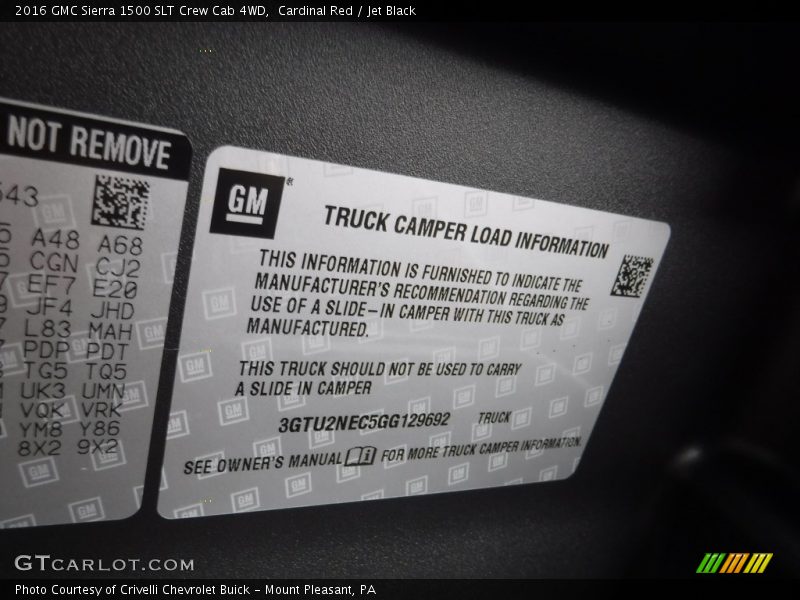 2016 GMC Sierra 1500 SLT Crew Cab 4WD, Cardinal Red / Jet Black
NOT REMOVE
543
A48 A68
CGN CJ2
EF7 E20
JF4 JHD
L83 MAH
PDP PDT
TG5 TQ5
UK3 UMN
VQK VRK
YM8 Y86
8X2 9X2
GM
TRUCK CAMPER LOAD INFORMATION
THIS INFORMATION IS FURNISHED TO INDICATE THE
MANUFACTURER'S RECOMMENDATION REGARDING THE
USE OF A SLIDE-IN CAMPER WITH THIS TRUCK AS
MANUFACTURED.
THIS TRUCK SHOULD NOT BE USED TO CARRY
A SLIDE IN CAMPER
3GTU2NEC5GG129692 TRUCK
SEE OWNER'S MANUAL FOR MORE TRUCK CAMPER INFORMATION.
GTCARLOT.COM
Photo Courtesy of Crivelli Chevrolet Buick - Mount Pleasant, PA